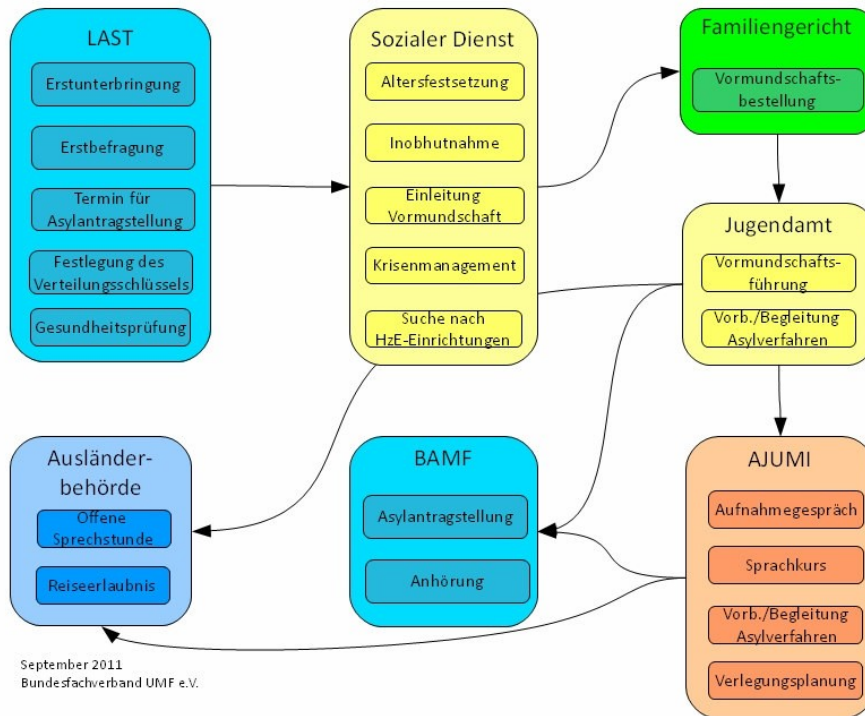 LAST
Erstunterbringung
Erstbefragung
Termin für
Asylantragstellung
Festlegung des
Verteilungsschlüssels
Gesundheitsprüfung
Sozialer Dienst
Altersfestsetzung
Inobhutnahme
Einleitung
Vormundschaft
Krisenmanagement
Suche nach
HzE-Einrichtungen
Familiengericht
Vormundschafts-
bestellung
Jugendamt
Vormundschafts-
führung
Vorb./Begleitung
Asylverfahren
Ausländer-
behörde
Offene
Sprechstunde
Reiseerlaubnis
BAMF
Asylantragstellung
Anhörung
AJUMI
Aufnahmegespräch
Sprachkurs
Vorb./Begleitung
Asylverfahren
Verlegungsplanung
September 2011
Bundesfachverband UMF e.V.